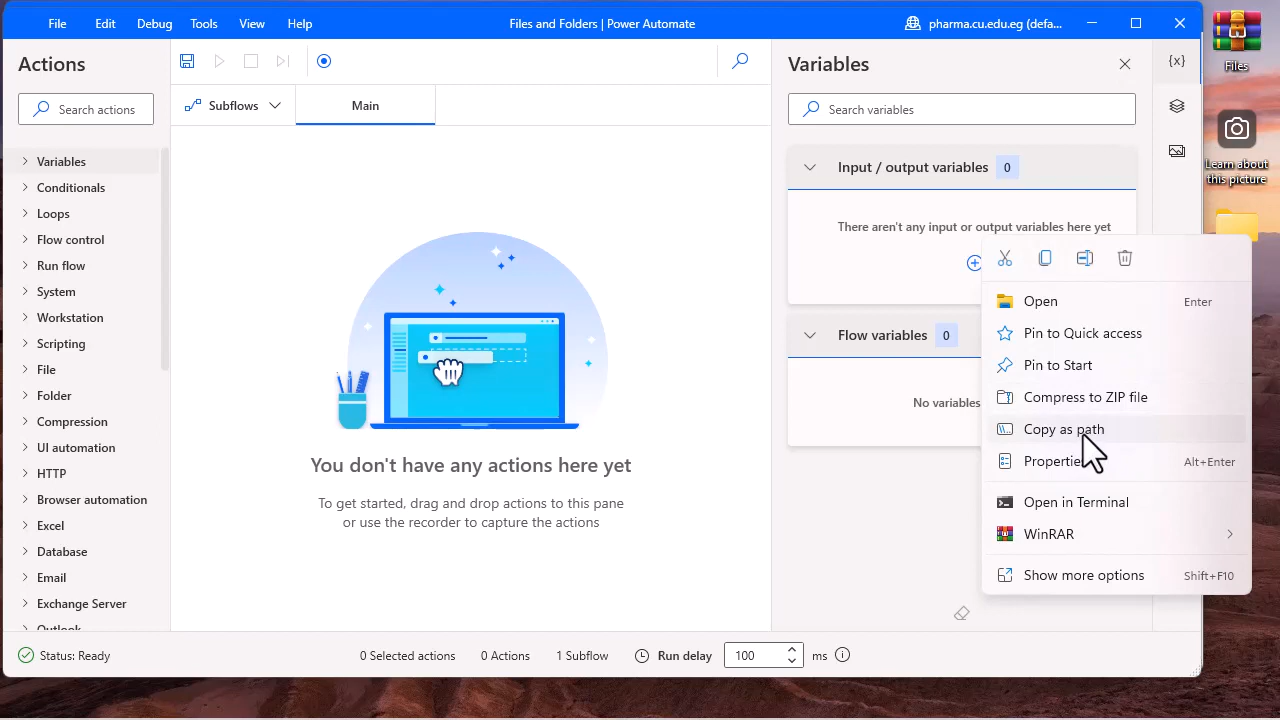 File Edit Debug Tools View Help
Files and Folders | Power Automate
pharma.cu.edu.eg (defa...
Files
Learn about
this picture
Actions
Search actions
Variables
Conditionals
Loops
Flow control
Run flow
System
Workstation
Scripting
File
Folder
Compression
UI automation
HTTP
Browser automation
Excel
Database
Email
Exchange Server
Outlook
Subflows
Main
You don't have any actions here yet
To get started, drag and drop actions to this pane
or use the recorder to capture the actions
Variables
{x}
Search variables
Input / output variables 0
There aren't any input or output variables here yet
Flow variables 0
No variables
Open Enter
Pin to Quick access
Pin to Start
Compress to ZIP file
Copy as path
Properties Alt+Enter
Open in Terminal
WinRAR
Show more options Shift+F10
Status: Ready
0 Selected actions
0 Actions
1 Subflow
Run delay
100
ms